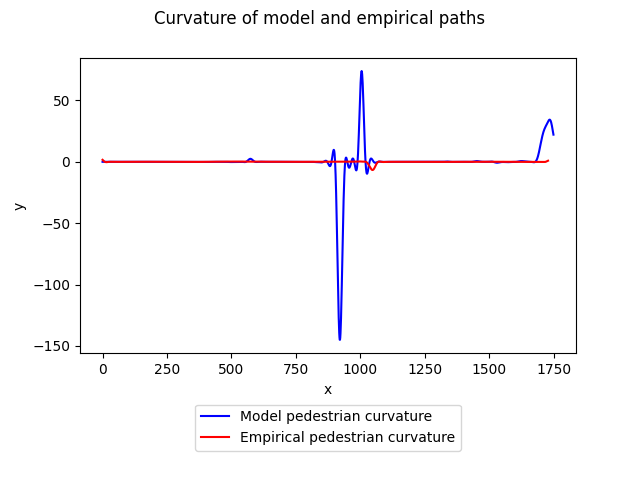 Curvature of model and empirical paths
50
0
−50
−100
−150
y
0 250 500 750 1000 1250 1500 1750
x
Model pedestrian curvature
Empirical pedestrian curvature